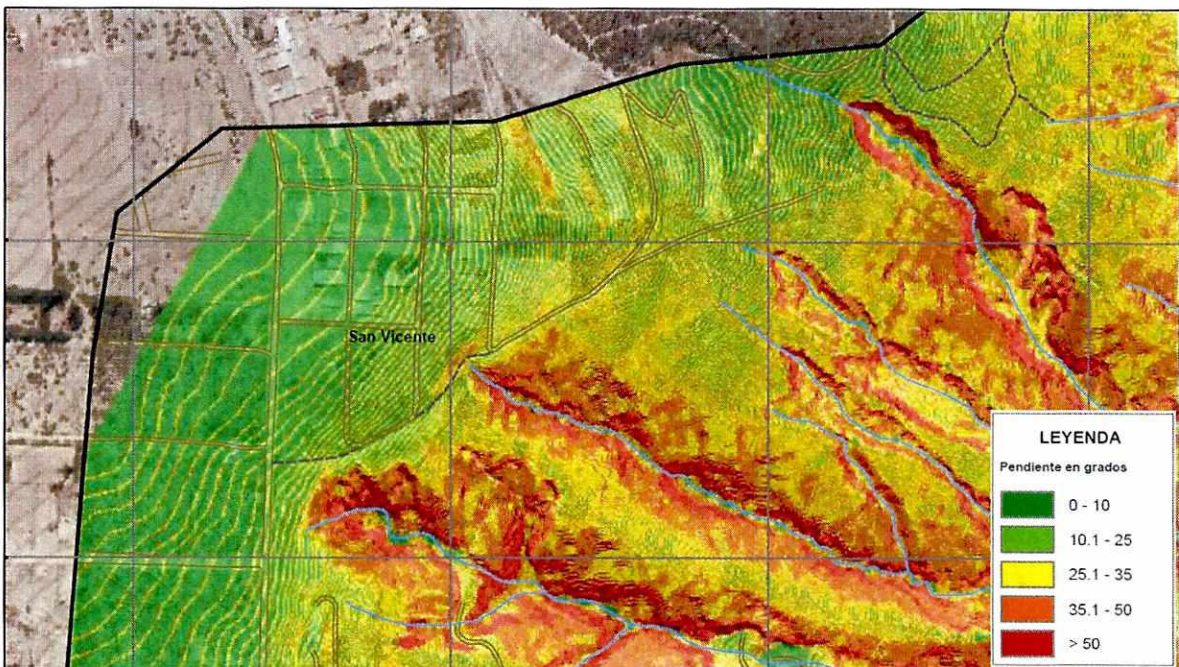 San Vicente
LEYENDA
Pendiente en grados
0 - 10
10.1 - 25
25.1 - 35
35.1 - 50
> 50